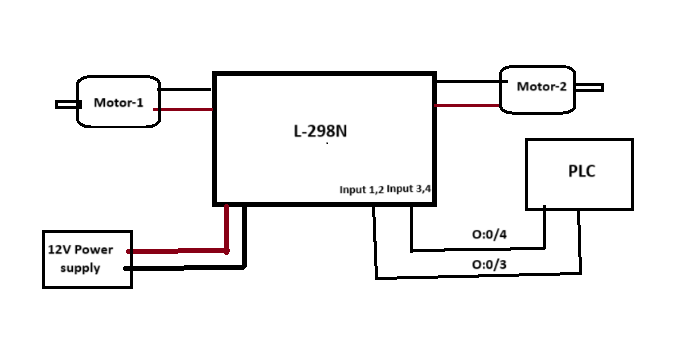 Motor-1
Motor-2
L-298N
PLC
Input 1,2 Input 3,4
12V Power
supply
O:0/4
O:0/3